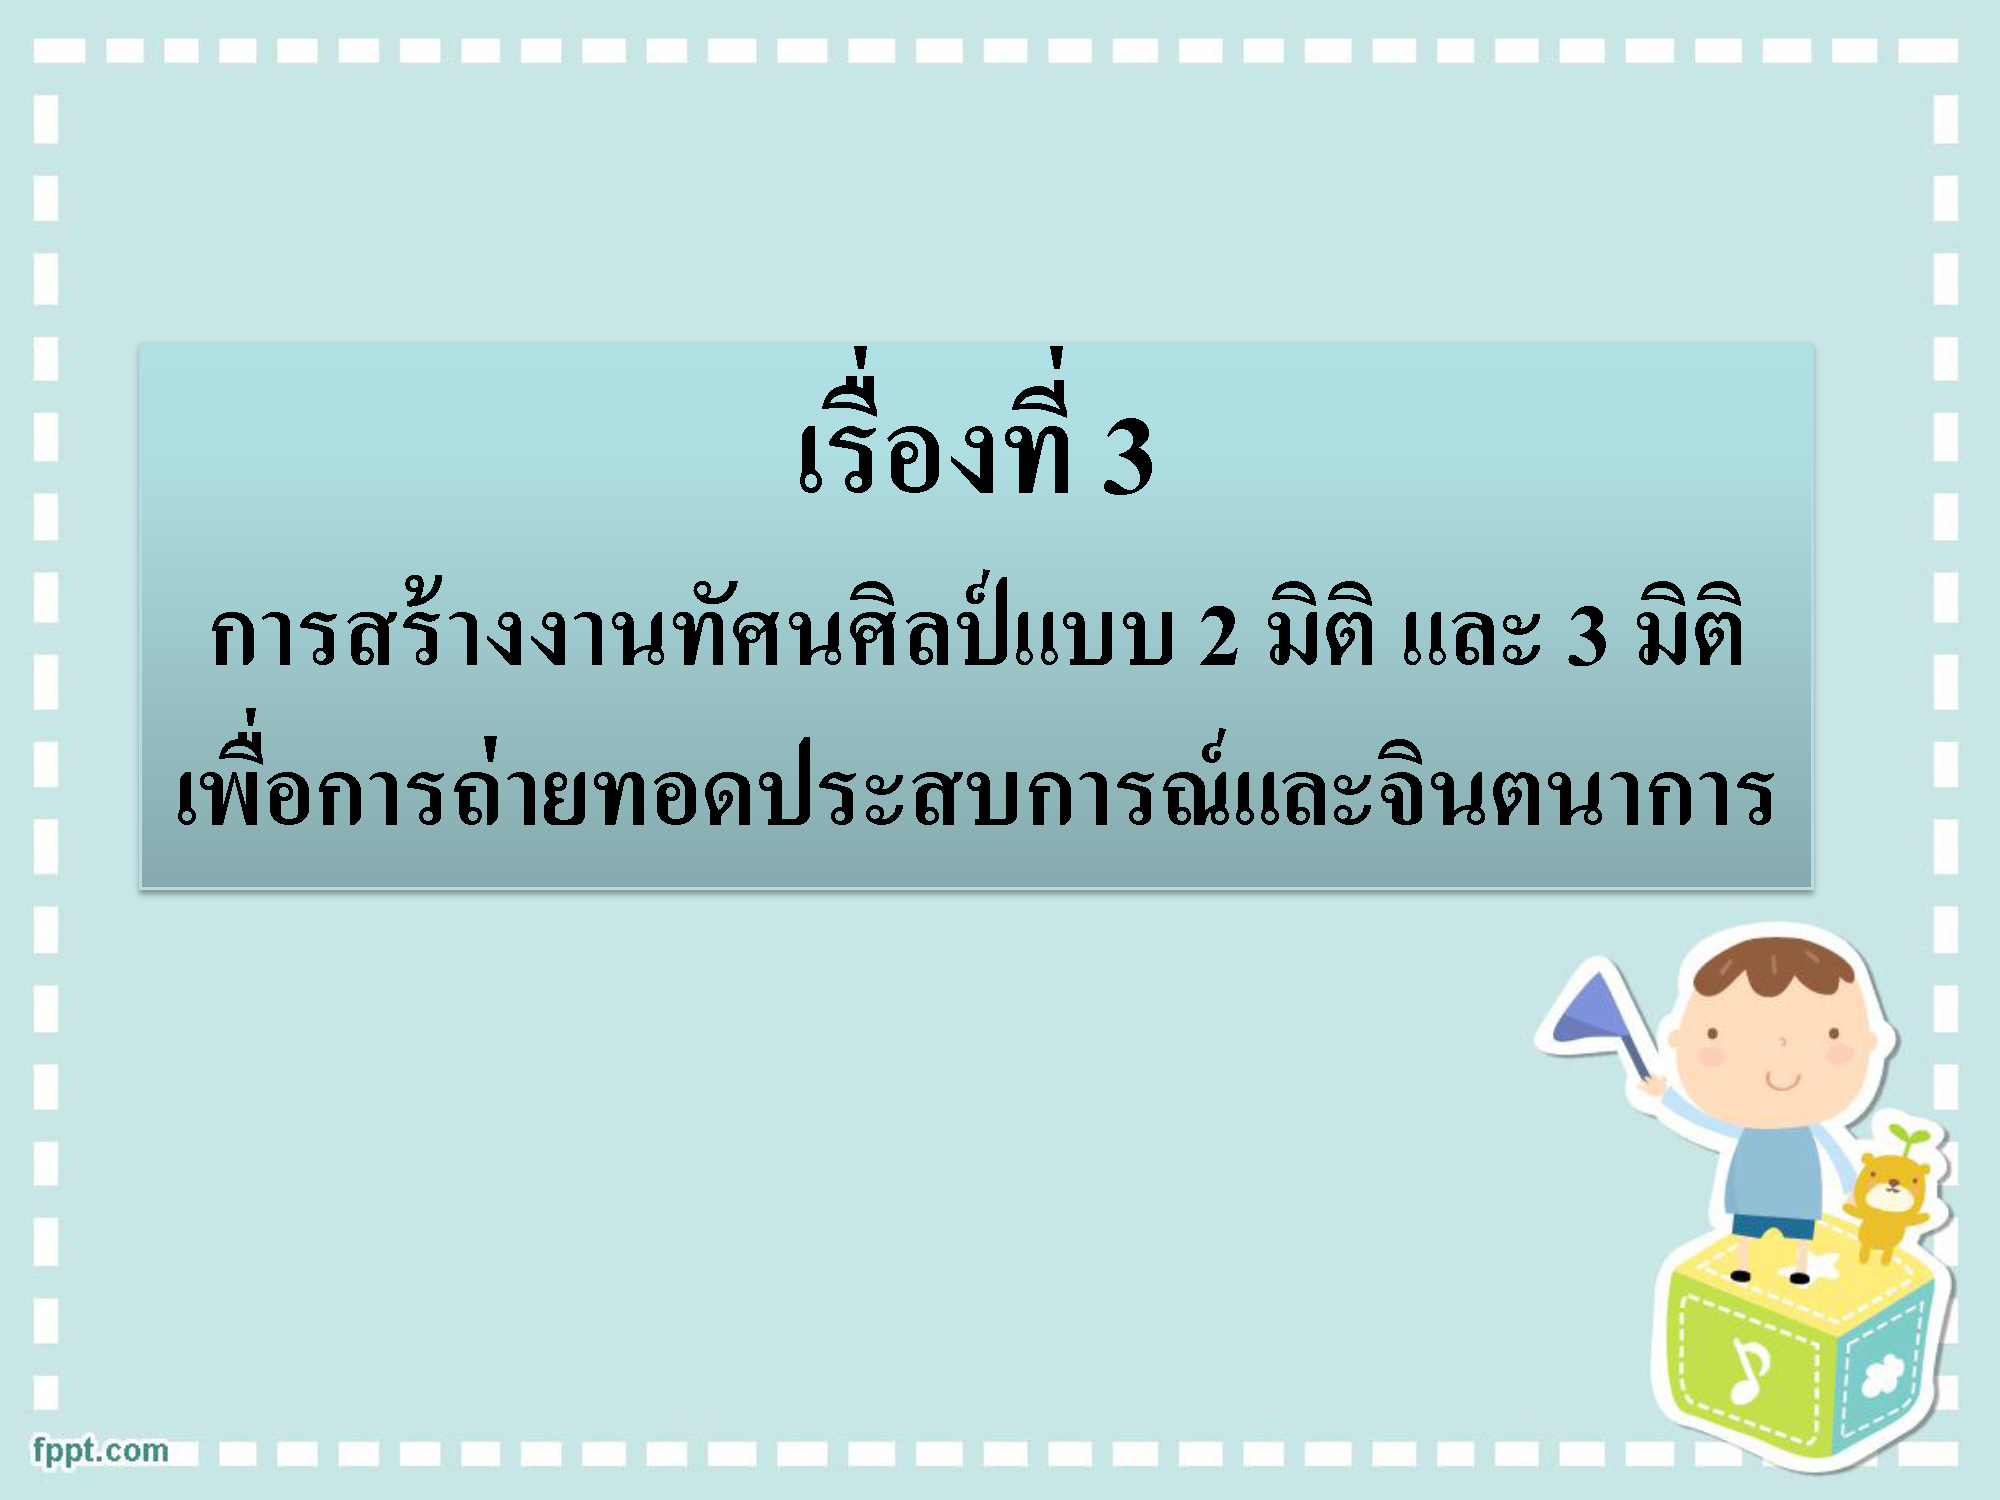 เรื่องที่ 3
การสร้างงานทัศนศิลป์แบบ 2 มิติ และ 3 มิติ
เพื่อการถ่ายทอดประสบการณ์และจินตนาการ
fppt.com